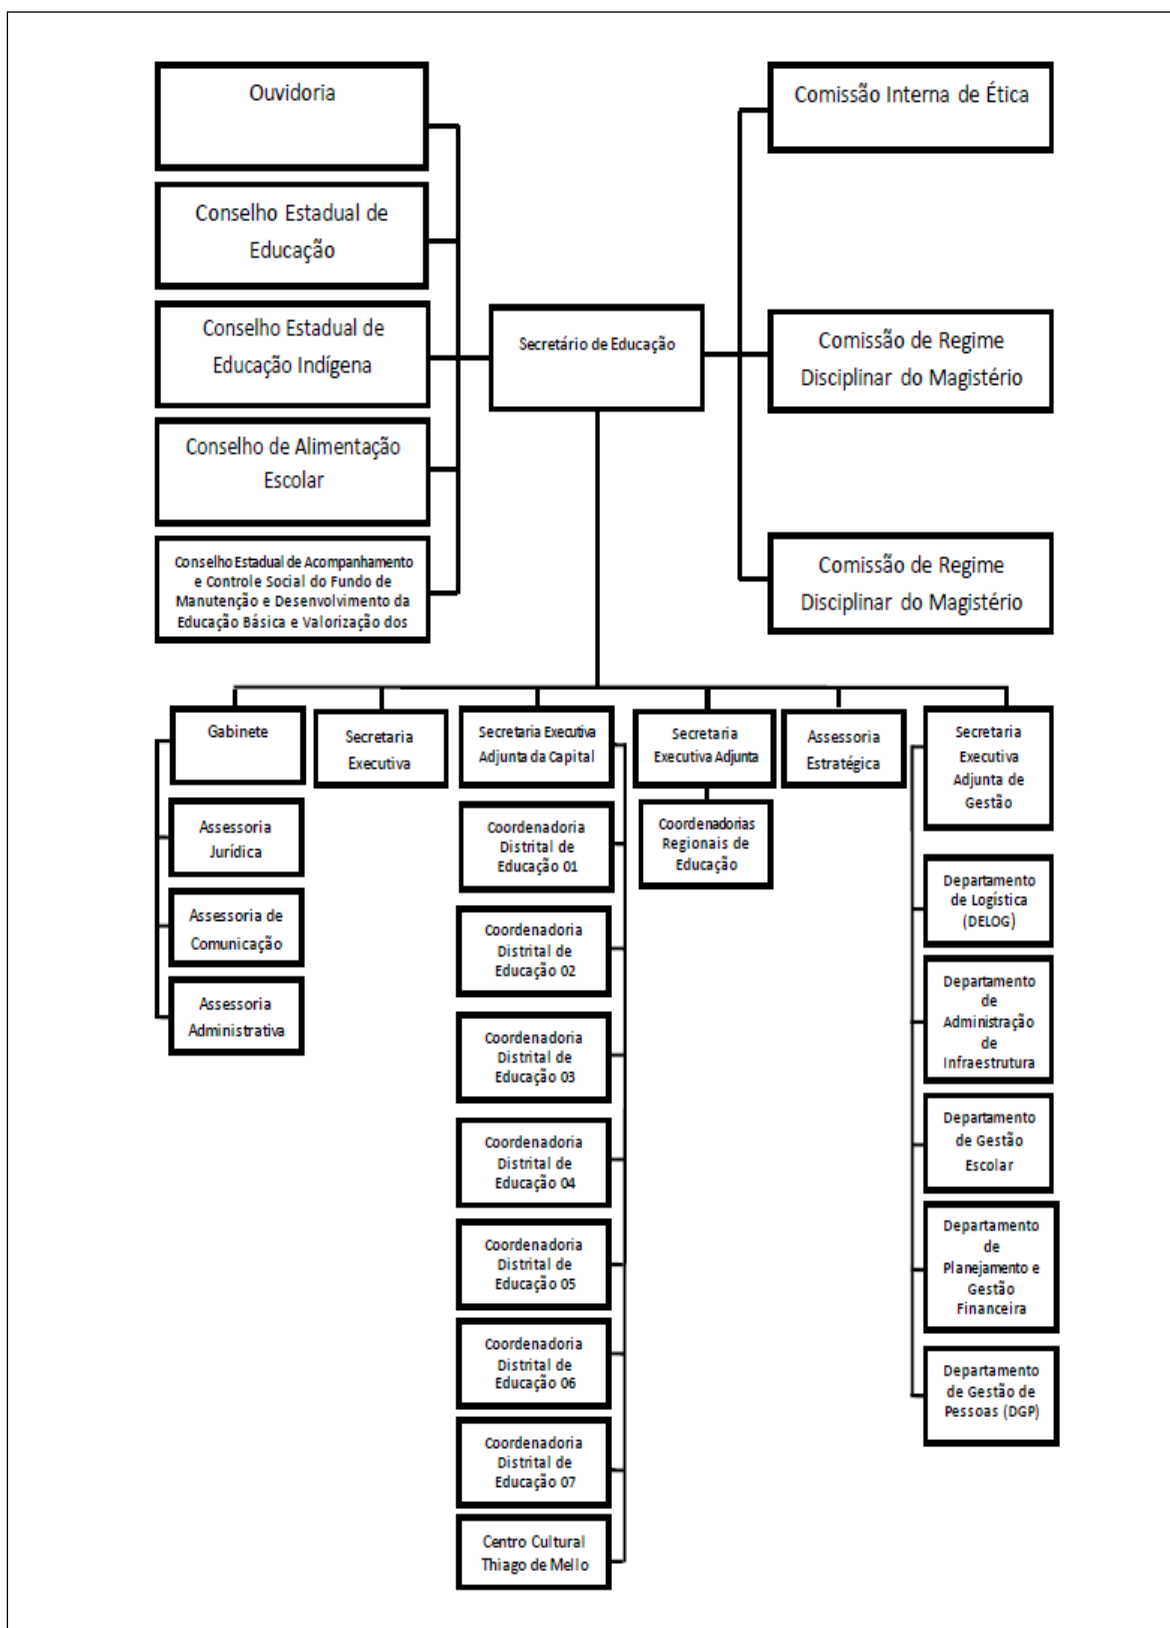 Ouvidoria
Conselho Estadual de
Educação
Conselho Estadual de
Educação Indígena
Conselho de Alimentação
Escolar
Conselho Estadual de Acompanhamento
e Controle Social do Fundo de
Manutenção e Desenvolvimento da
Educação Básica e Valorização dos
Secretário de Educação
Comissão Interna de Ética
Comissão de Regime
Disciplinar do Magistério
Comissão de Regime
Disciplinar do Magistério
Gabinete
Assessoria
Jurídica
Assessoria de
Comunicação
Assessoria
Administrativa
Secretaria
Executiva
Secretaria Executiva
Adjunta da Capital
Coordenadoria
Distrital de
Educação 01
Coordenadoria
Distrital de
Educação 02
Coordenadoria
Distrital de
Educação 03
Coordenadoria
Distrital de
Educação 04
Coordenadoria
Distrital de
Educação 05
Coordenadoria
Distrital de
Educação 06
Coordenadoria
Distrital de
Educação 07
Centro Cultural
Thiago de Mello
Secretaria
Executiva Adjunta
Coordenadorias
Regionais de
Educação
Assessoria
Estratégica
Secretaria
Executiva
Adjunta de
Gestão
Departamento
de Logística
(DELOG)
Departamento
de
Administração
de
Infraestrutura
Departamento
de Gestão
Escolar
Departamento
de
Planejamento e
Gestão
Financeira
Departamento
de Gestão de
Pessoas (DGP)